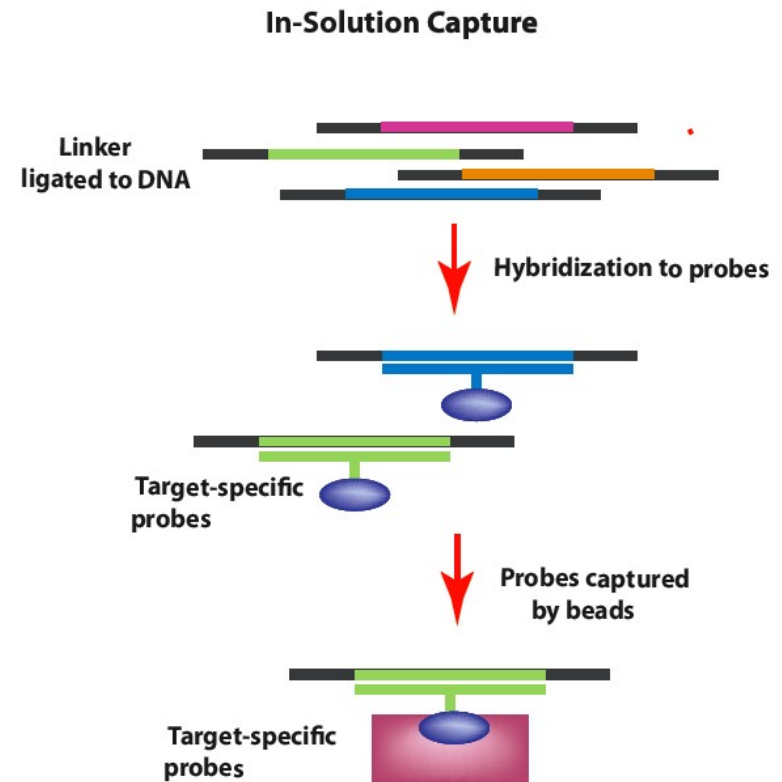 In-Solution Capture
Linker
ligated to DNA
Hybridization to probes
Target-specific
probes
Probes captured
by beads
Target-specific
probes